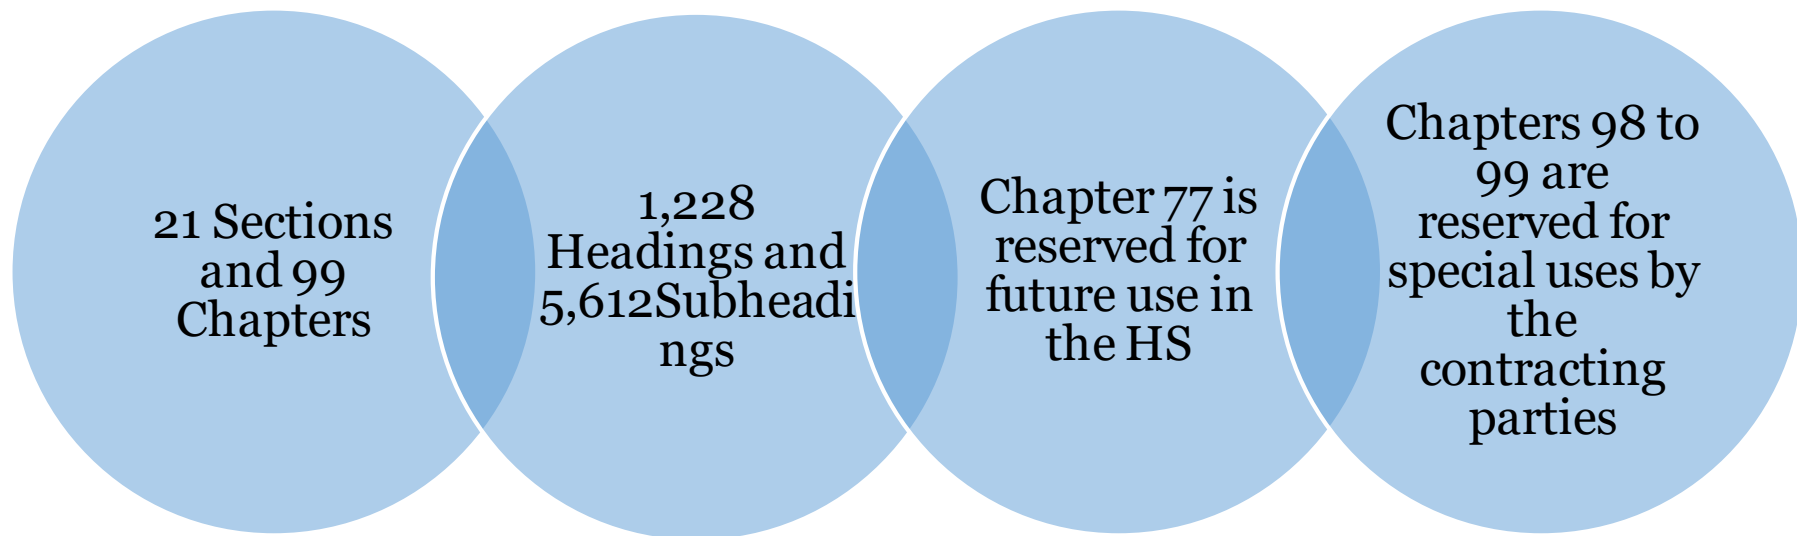 21 Sections
and 99
Chapters
1,228
Headings and
5,612Subheadi
ngs
Chapter 77 is
reserved for
future use in
the HS
Chapters 98 to
99 are
reserved for
special uses by
the
contracting
parties